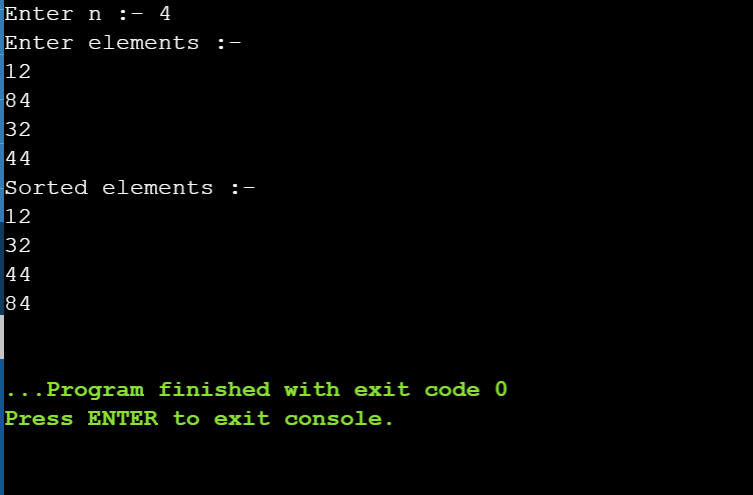 Enter n :- 4
Enter elements :-
12
84
32
44
Sorted elements :-
12
32
44
84
...Program finished with exit code 0
Press ENTER to exit console.